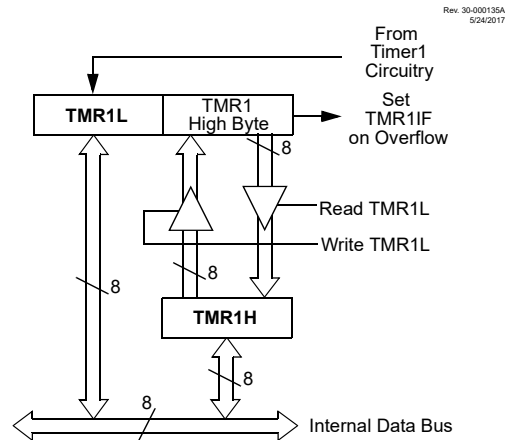 Rev. 30-000135A
5/24/2017
From
Timer1
Circuitry
TMR1L
TMR1
High Byte
Set
TMR1IF
on Overflow
8
Read TMR1L
Write TMR1L
8
8
TMR1H
8
8
Internal Data Bus